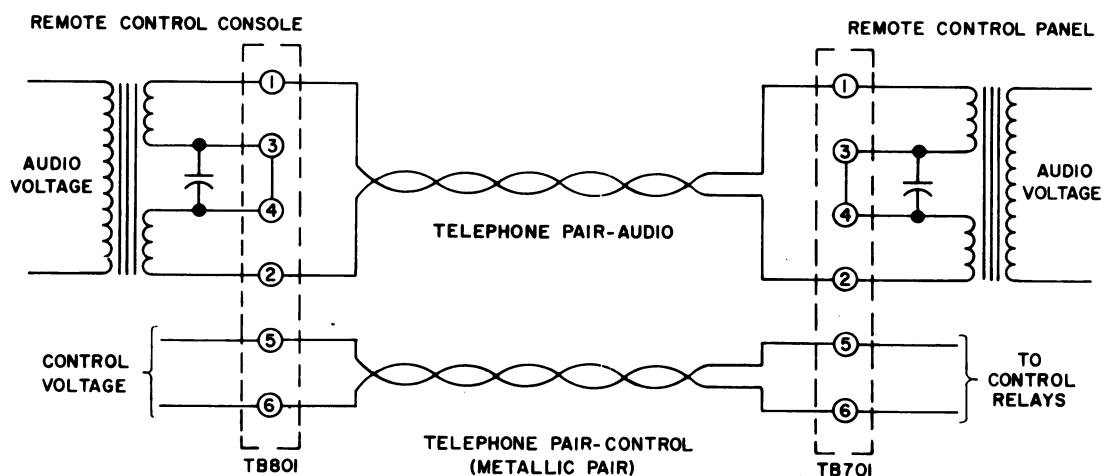 REMOTE CONTROL CONSOLE
REMOTE CONTROL PANEL
1
3
4
2
5
6
AUDIO
VOLTAGE
TELEPHONE PAIR-AUDIO
1
3
4
2
5
6
AUDIO
VOLTAGE
CONTROL
VOLTAGE
TO
CONTROL
RELAYS
TELEPHONE PAIR-CONTROL
(METALLIC PAIR)
TB801
TB701